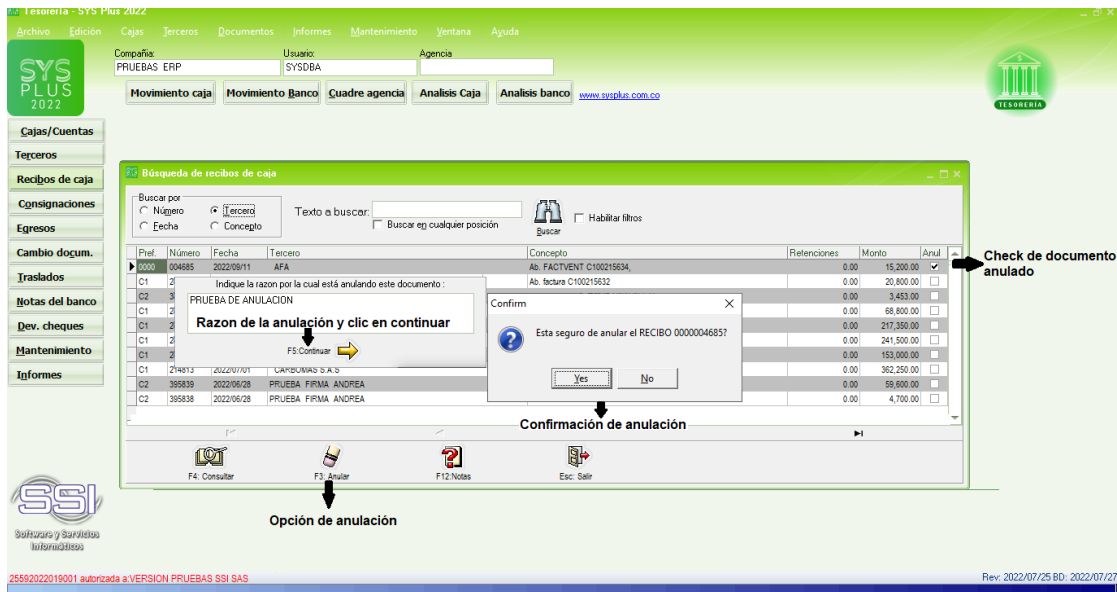 Tesorería - SYS Plus 2022
Archivo Edición Cajas Terceros Documentos Informes Mantenimiento Ventana Ayuda
Compañia: Usuario: Agencia
PRUEBAS ERP SYSDBA
SYS
PLUS
2022
Movimiento caja Movimiento Banco Cuadre agencia Analisis Caja Analisis banco www.sysplus.com.co
TESORERÍA
Cajas/Cuentas
Terceros
Recibos de caja
Consignaciones
Egresos
Cambio docum.
Traslados
Notas del banco
Dev. cheques
Mantenimiento
Informes
Búsqueda de recibos de caja
Buscar por
Número Tercero Texto a buscar: Habilitar filtros
Fecha Concepto Buscar en cualquier posición
Buscar
Pref. Número Fecha Tercero Concepto Retenciones Monto Anul
0000 004685 2022/09/11 AFA Ab. FACTVENT C100215634, 0.00 15,200.00
C1 Ab. factura C100215632 0.00 20,800.00
C2 0.00 3,453.00
C1 0.00 68,800.00
C1 0.00 217,350.00
C1 0.00 241,500.00
C1 0.00 153,000.00
C1 214813 2022/07/01 CARBOMAS S.A.S 0.00 362,250.00
C2 395839 2022/06/28 PRUEBA FIRMA ANDREA 0.00 59,600.00
C2 395838 2022/06/28 PRUEBA FIRMA ANDREA 0.00 4,700.00
Check de documento
anulado
Indique la razon por la cual está anulando este documento :
PRUEBA DE ANULACION
Razon de la anulación y clic en continuar
F5:Continuar
Confirm
Esta seguro de anular el RECIBO 0000004685?
Yes No
Confirmación de anulación
F4: Consultar F3: Anular F12:Notas Esc: Salir
Opción de anulación
SSI
Software y Servicios
Informáticos
25592022019001 autorizada a:VERSION PRUEBAS SSI SAS
Rev: 2022/07/25 BD: 2022/07/27